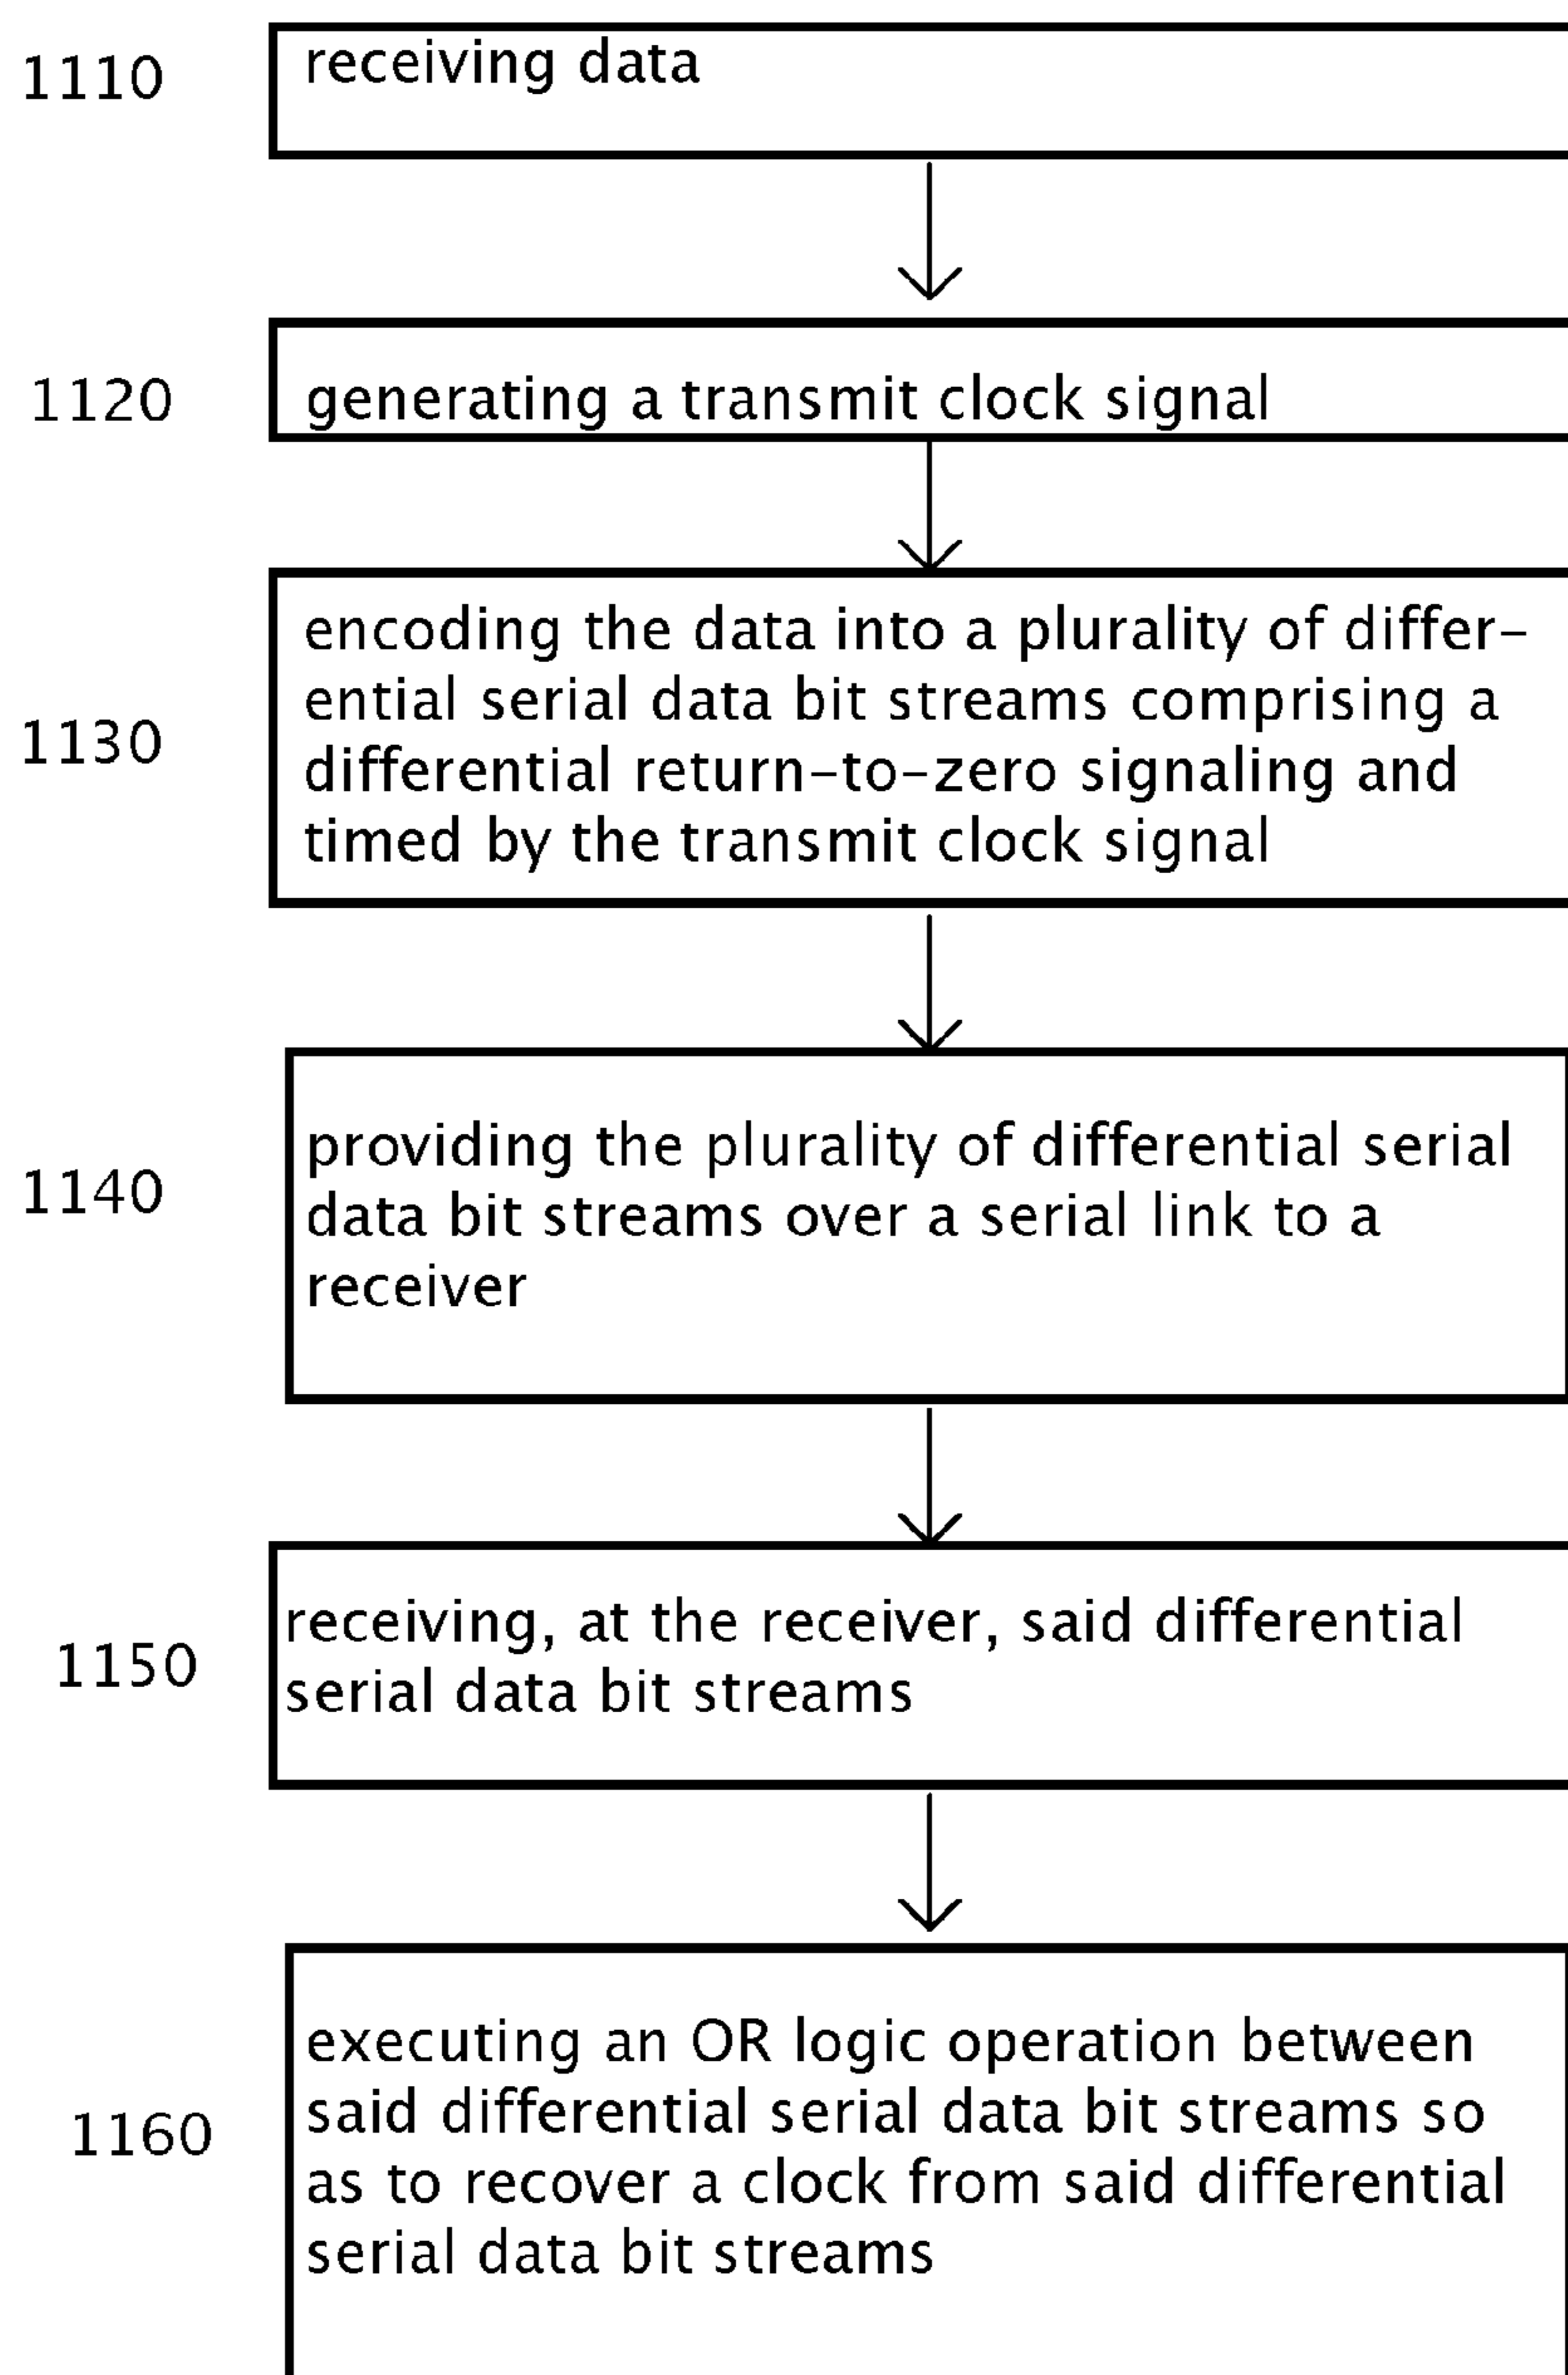 1110
receiving data
1120
generating a transmit clock signal
1130
encoding the data into a plurality of differ-
ential serial data bit streams comprising a
differential return-to-zero signaling and
timed by the transmit clock signal
1140
providing the plurality of differential serial
data bit streams over a serial link to a
receiver
1150
receiving, at the receiver, said differential
serial data bit streams
1160
executing an OR logic operation between
said differential serial data bit streams so
as to recover a clock from said differential
serial data bit streams